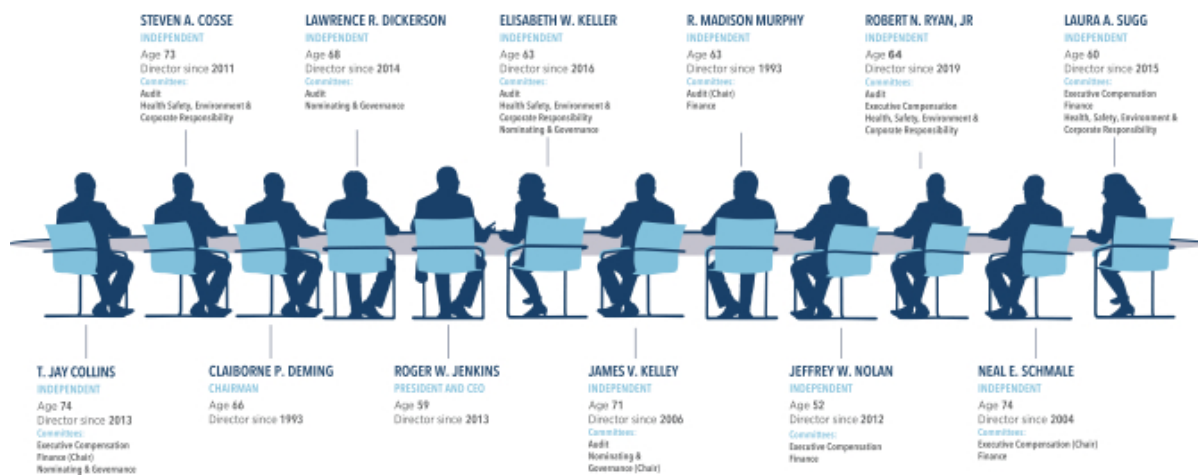 STEVEN A. COSSE
INDEPENDENT
Age 73
Director since 2011
Committees:
Audit
Health Safety, Environment &
Corporate Responsibility
LAWRENCE R. DICKERSON
INDEPENDENT
Age 68
Director since 2014
Committees:
Audit
Nominating & Governance
ELISABETH W. KELLER
INDEPENDENT
Age 63
Director since 2016
Committees:
Audit
Health Safety, Environment &
Corporate Responsibility
Nominating & Governance
R. MADISON MURPHY
INDEPENDENT
Age 63
Director since 1993
Committees:
Audit (Chair)
Finance
ROBERT N. RYAN, JR
INDEPENDENT
Age 64
Director since 2019
Committees:
Audit
Executive Compensation
Health, Safety, Environment &
Corporate Responsibility
LAURA A. SUGG
INDEPENDENT
Age 60
Director since 2015
Committees:
Executive Compensation
Finance
Health, Safety, Environment &
Corporate Responsibility
T. JAY COLLINS
INDEPENDENT
Age 74
Director since 2013
Committees:
Executive Compensation
Finance (Chair)
Nominating & Governance
CLAIBORNE P. DEMING
CHAIRMAN
Age 66
Director since 1993
ROGER W. JENKINS
PRESIDENT AND CEO
Age 59
Director since 2013
JAMES V. KELLEY
INDEPENDENT
Age 71
Director since 2006
Committees:
Audit
Nominating &
Governance (Chair)
JEFFREY W. NOLAN
INDEPENDENT
Age 52
Director since 2012
Committees:
Executive Compensation
Finance
NEAL E. SCHMALE
INDEPENDENT
Age 74
Director since 2004
Committees:
Executive Compensation (Chair)
Finance